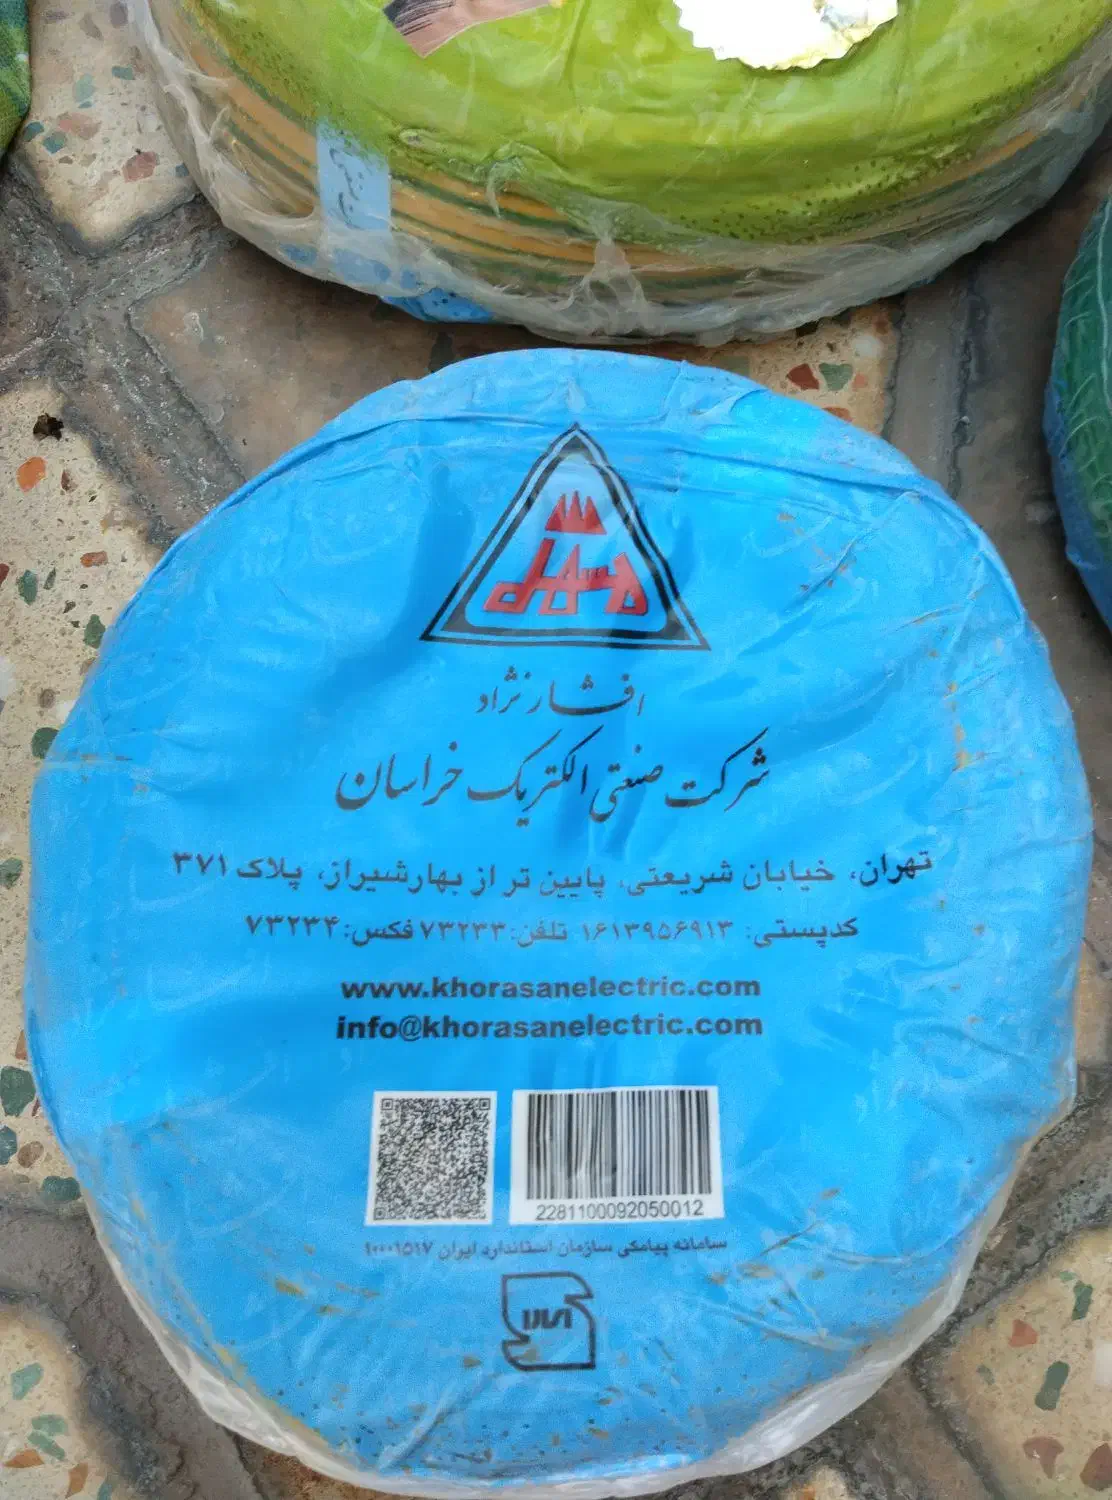 افشارنژاد
شرکت صنعتی الکتریک خراسان
تهران، خیابان شریعتی، پایین تر از بهارشیراز، پلاک ۳۷۱
کدپستی: ۱۶۱۳۹۵۶۹۱۳ تلفن: ۷۳۲۳۳ فکس: ۷۳۲۳۴
www.khorasanelectric.com
info@khorasanelectric.com
2281100092050012
سامانه پیامکی سازمان استاندارد ایران ۱۰۰۰۱۵۱۷